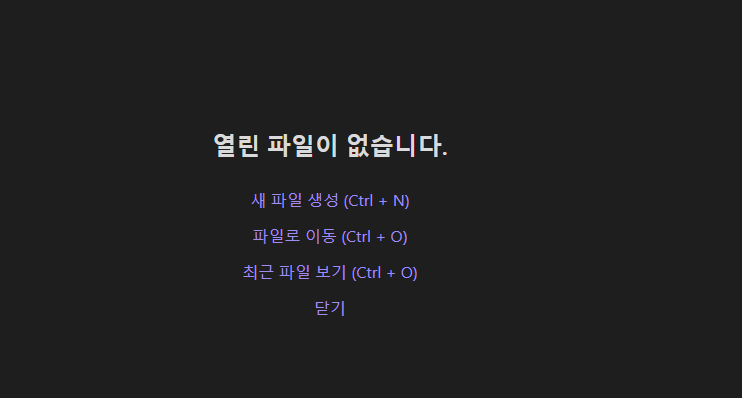 열린 파일이 없습니다.
새 파일 생성 (Ctrl + N)
파일로 이동 (Ctrl + O)
최근 파일 보기 (Ctrl + O)
닫기